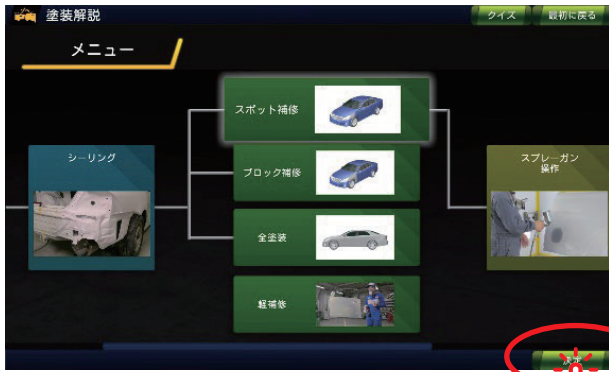 塗装解説
クイズ
最初に戻る
メニュー
シーリング
スポット補修
ブロック補修
全塗装
軽補修
スプレーガン
操作
決定